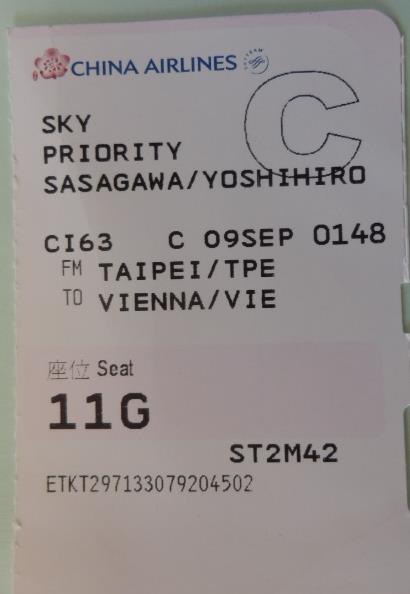 CHINA AIRLINES
C
SKY
PRIORITY
SASAGAWA/YOSHIHIRO
CI63 C 09SEP 0148
FM TAIPEI/TPE
TO VIENNA/VIE
座位 Seat
11G
ST2M42
ETKT297133079204502